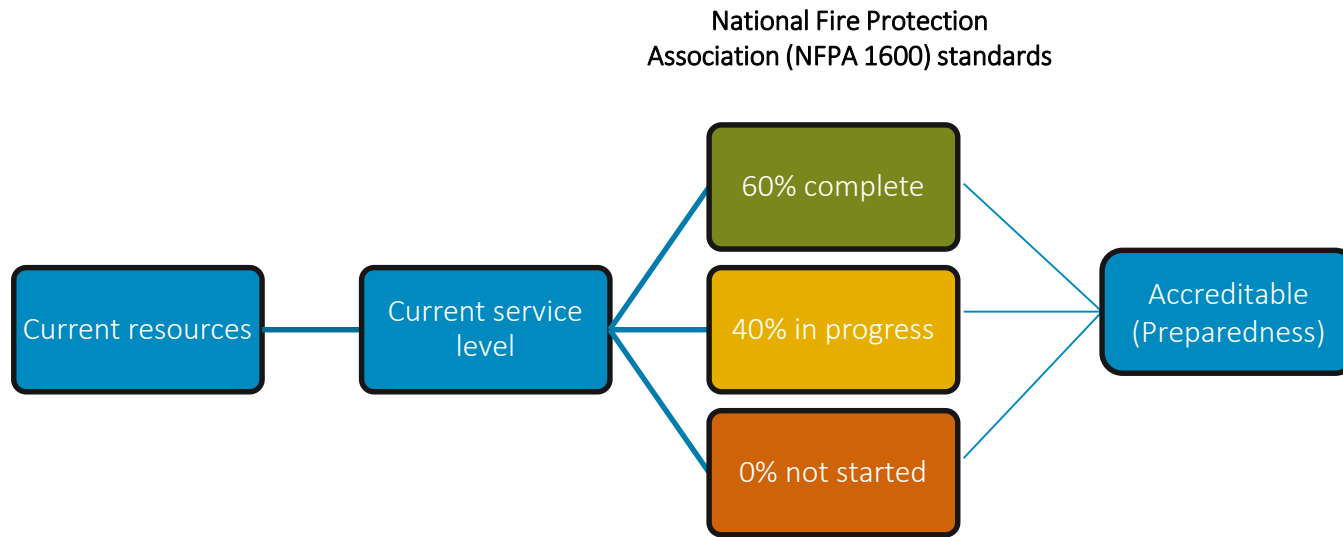 National Fire Protection
Association (NFPA 1600) standards
60% complete
Current resources
Current service
level
40% in progress
0% not started
Accreditable
(Preparedness)